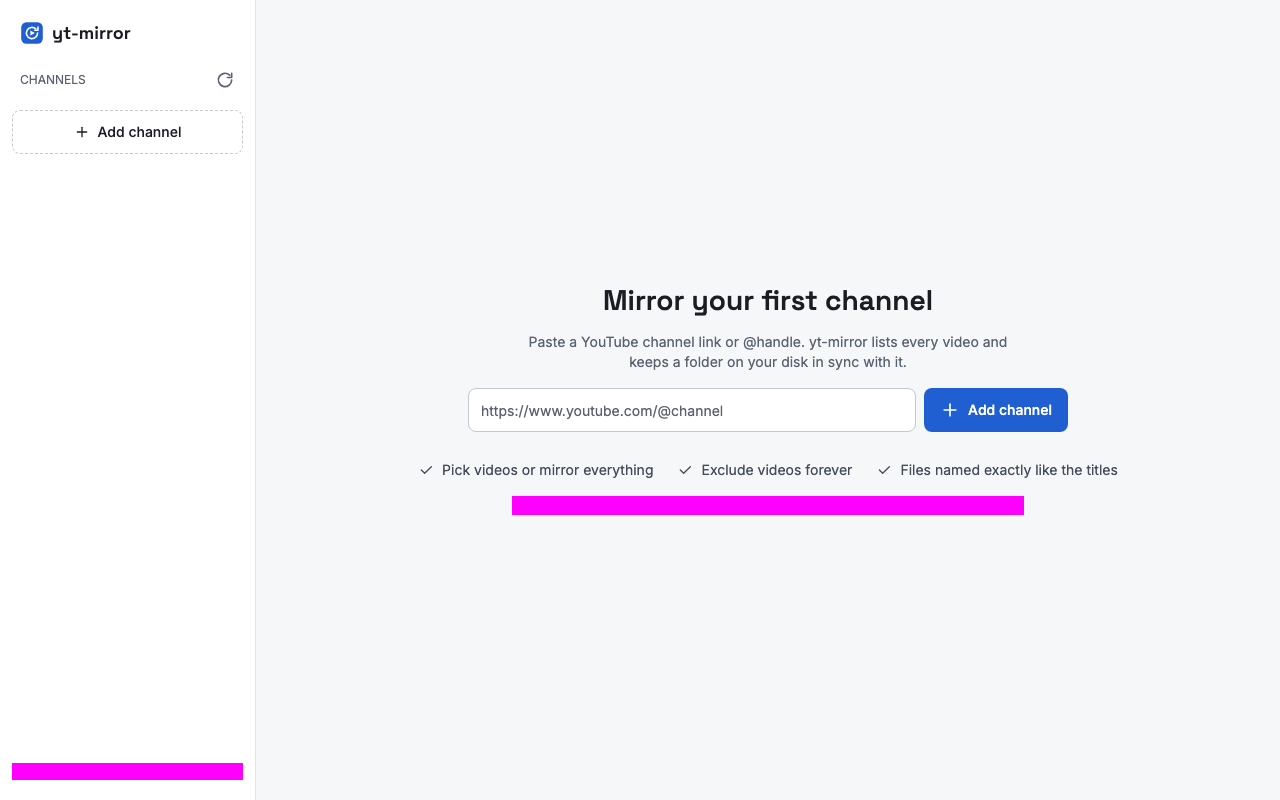 yt-mirror
CHANNELS
Add channel
Mirror your first channel
Paste a YouTube channel link or @handle. yt-mirror lists every video and
keeps a folder on your disk in sync with it.
https://www.youtube.com/@channel
Add channel
Pick videos or mirror everything
Exclude videos forever
Files named exactly like the titles